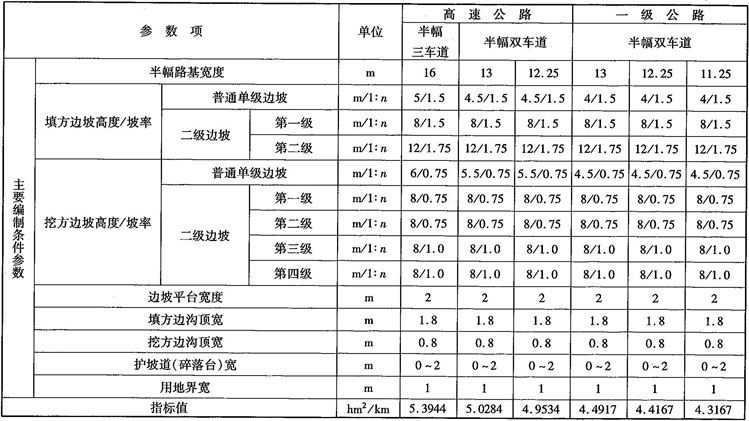 参数项 单位 高速公路 一级公路
半幅三车道 半幅双车道 半幅双车道
主要编制条件参数
半幅路基宽度 m 16 13 12.25 13 12.25 11.25
填方边坡高度/坡率 普通单级边坡 m/1:n 5/1.5 4.5/1.5 4.5/1.5 4/1.5 4/1.5 4/1.5
二级边坡 第一级 m/1:n 8/1.5 8/1.5 8/1.5 8/1.5 8/1.5 8/1.5
第二级 m/1:n 12/1.75 12/1.75 12/1.75 12/1.75 12/1.75 12/1.75
挖方边坡高度/坡率 普通单级边坡 m/1:n 6/0.75 5.5/0.75 5.5/0.75 4.5/0.75 4.5/0.75 4.5/0.75
二级边坡 第一级 m/1:n 8/0.75 8/0.75 8/0.75 8/0.75 8/0.75 8/0.75
第二级 m/1:n 8/0.75 8/0.75 8/0.75 8/0.75 8/0.75 8/0.75
第三级 m/1:n 8/1.0 8/1.0 8/1.0 8/1.0 8/1.0 8/1.0
第四级 m/1:n 8/1.0 8/1.0 8/1.0 8/1.0 8/1.0 8/1.0
边坡平台宽度 m 2 2 2 2 2 2
填方边沟顶宽 m 1.8 1.8 1.8 1.8 1.8 1.8
挖方边沟顶宽 m 0.8 0.8 0.8 0.8 0.8 0.8
护坡道(碎落台)宽 m 0~2 0~2 0~2 0~2 0~2 0~2
用地界宽 m 1 1 1 1 1 1
指标值 hm²/km 5.3944 5.0284 4.9534 4.4917 4.4167 4.3167